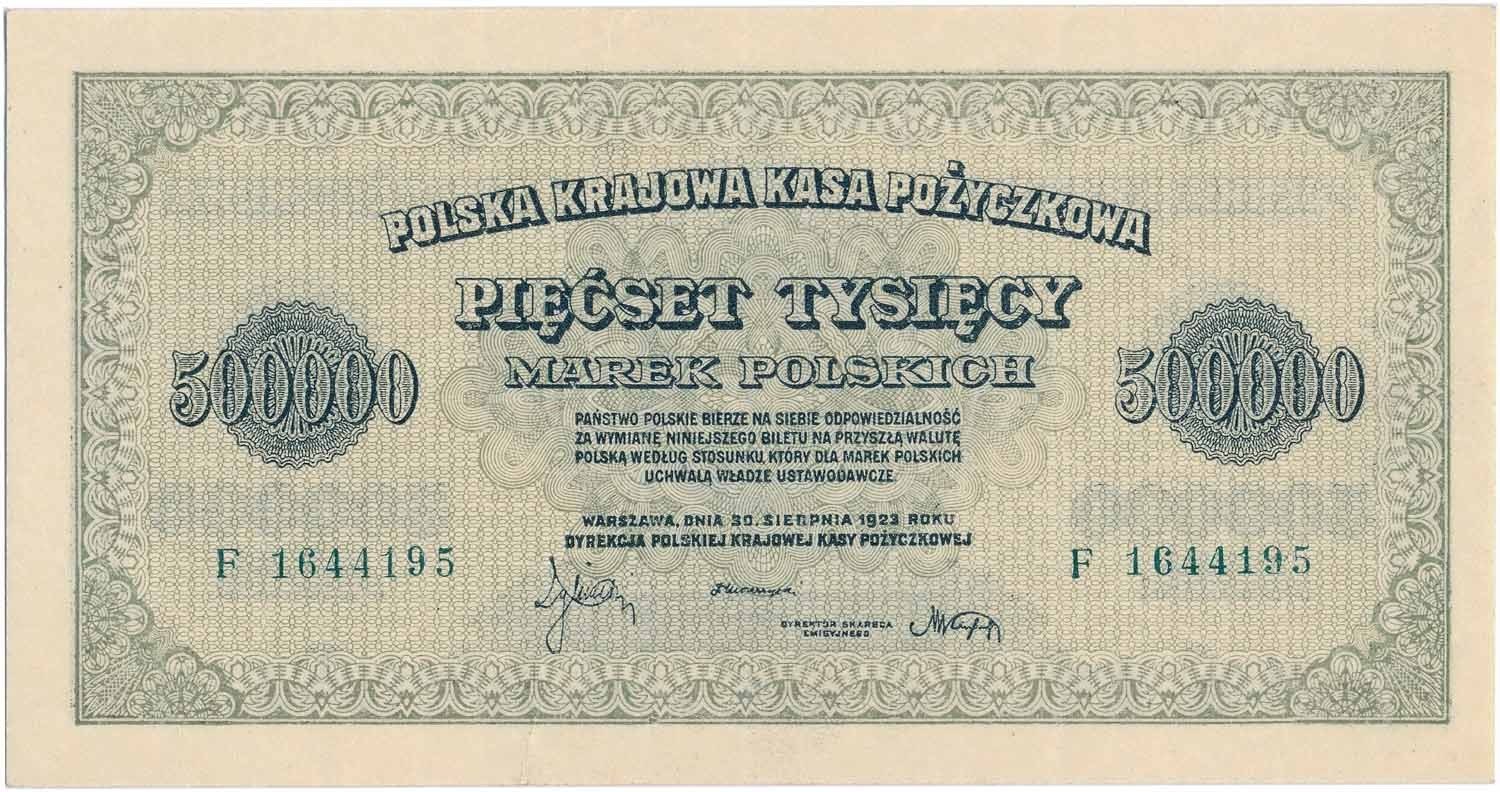 POLSKA KRAJOWA KASA POŻYCZKOWA
PIĘĆSET TYSIĘCY
MAREK POLSKICH
500000
500000
PAŃSTWO POLSKIE BIERZE NA SIEBIE ODPOWIEDZIALNOŚĆ
ZA WYMIANĘ NINIEJSZEGO BILETU NA PRZYSZŁĄ WALUTĘ
POLSKĄ WEDŁUG STOSUNKU, KTÓRY DLA MAREK POLSKICH
UCHWALĄ WŁADZE USTAWODAWCZE.
WARSZAWA, DNIA 30. SIERPNIA 1923 ROKU
DYREKCJA POLSKIEJ KRAJOWEJ KASY POŻYCZKOWEJ
F 1644195
F 1644195
DYREKTOR SKARBCA
EMISYJNEGO